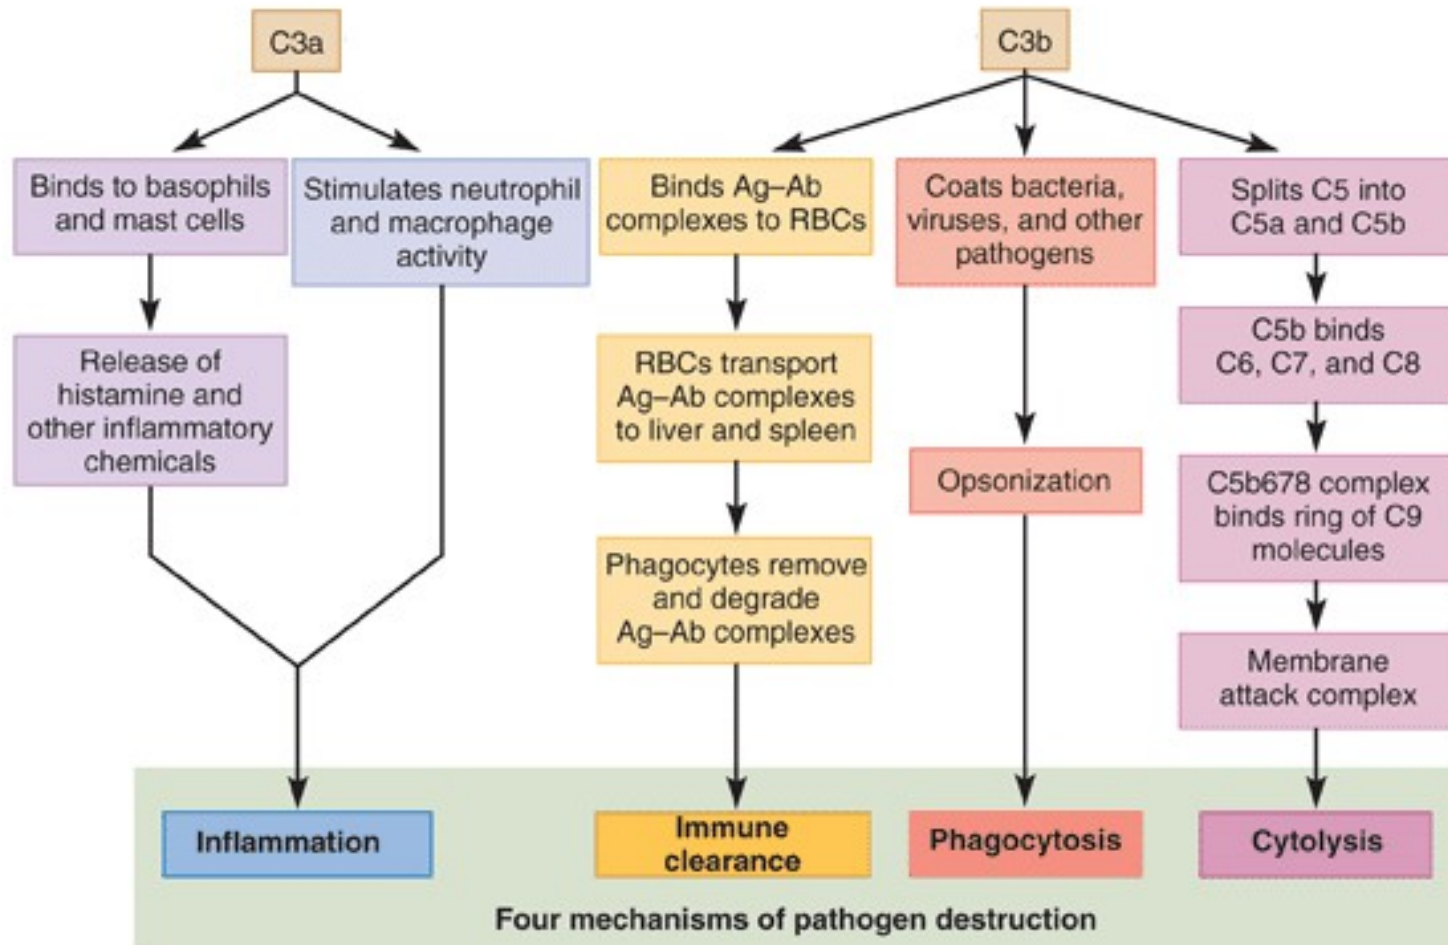 C3a
C3b
Binds to basophils
and mast cells
Stimulates neutrophil
and macrophage
activity
Binds Ag–Ab
complexes to RBCs
Coats bacteria,
viruses, and other
pathogens
Splits C5 into
C5a and C5b
Release of
histamine and
other inflammatory
chemicals
RBCs transport
Ag–Ab complexes
to liver and spleen
C5b binds
C6, C7, and C8
Opsonization
C5b678 complex
binds ring of C9
molecules
Phagocytes remove
and degrade
Ag–Ab complexes
Membrane
attack complex
Inflammation
Immune
clearance
Phagocytosis
Cytolysis
Four mechanisms of pathogen destruction